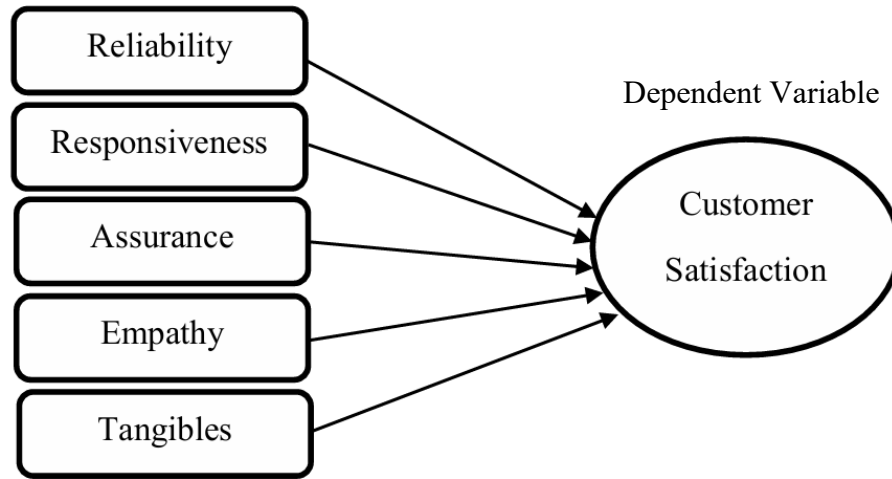 Reliability
Responsiveness
Assurance
Empathy
Tangibles
Dependent Variable
Customer
Satisfaction